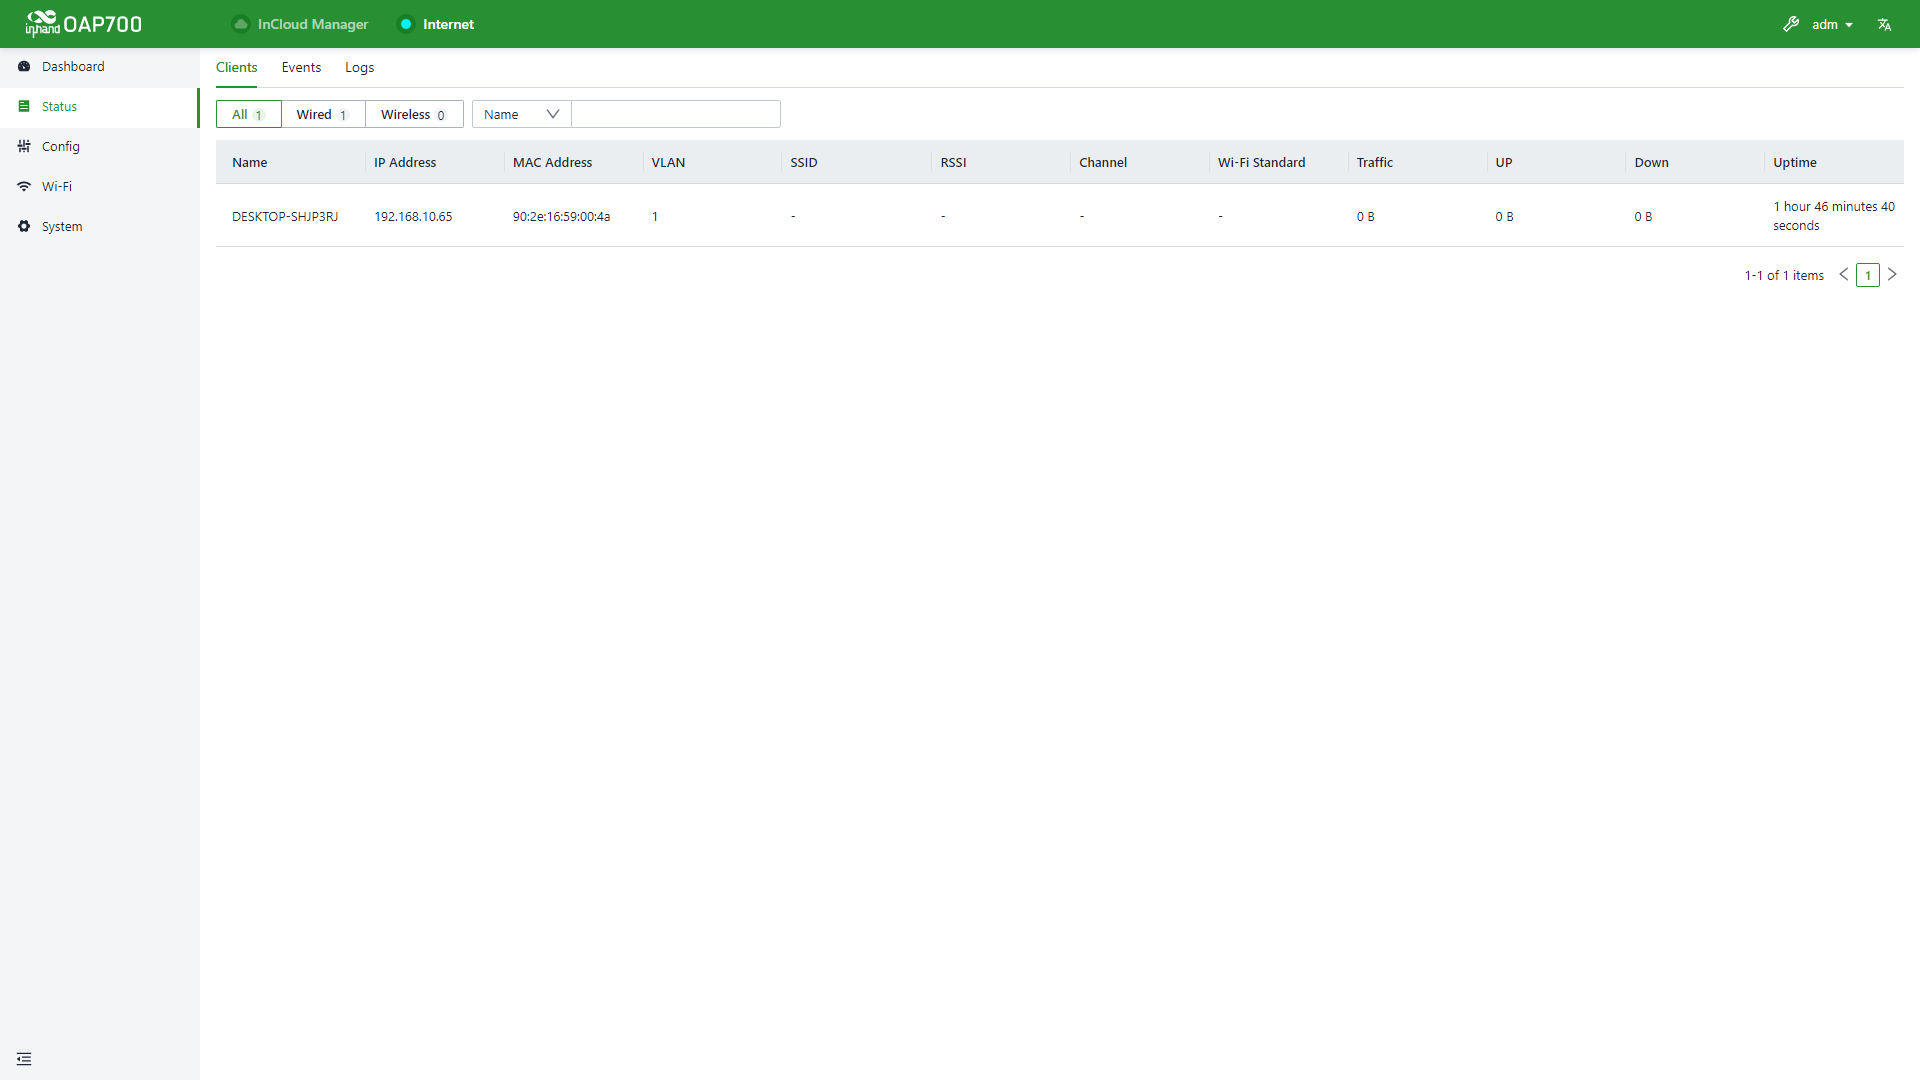 inhand OAP700
InCloud Manager
Internet
adm
Dashboard
Status
Config
Wi-Fi
System
Clients Events Logs
All 1 Wired 1 Wireless 0 Name
Name IP Address MAC Address VLAN SSID RSSI Channel Wi-Fi Standard Traffic UP Down Uptime
DESKTOP-SHJP3RJ 192.168.10.65 90:2e:16:59:00:4a 1 - - - - 0 B 0 B 0 B 1 hour 46 minutes 40
seconds
1-1 of 1 items 1